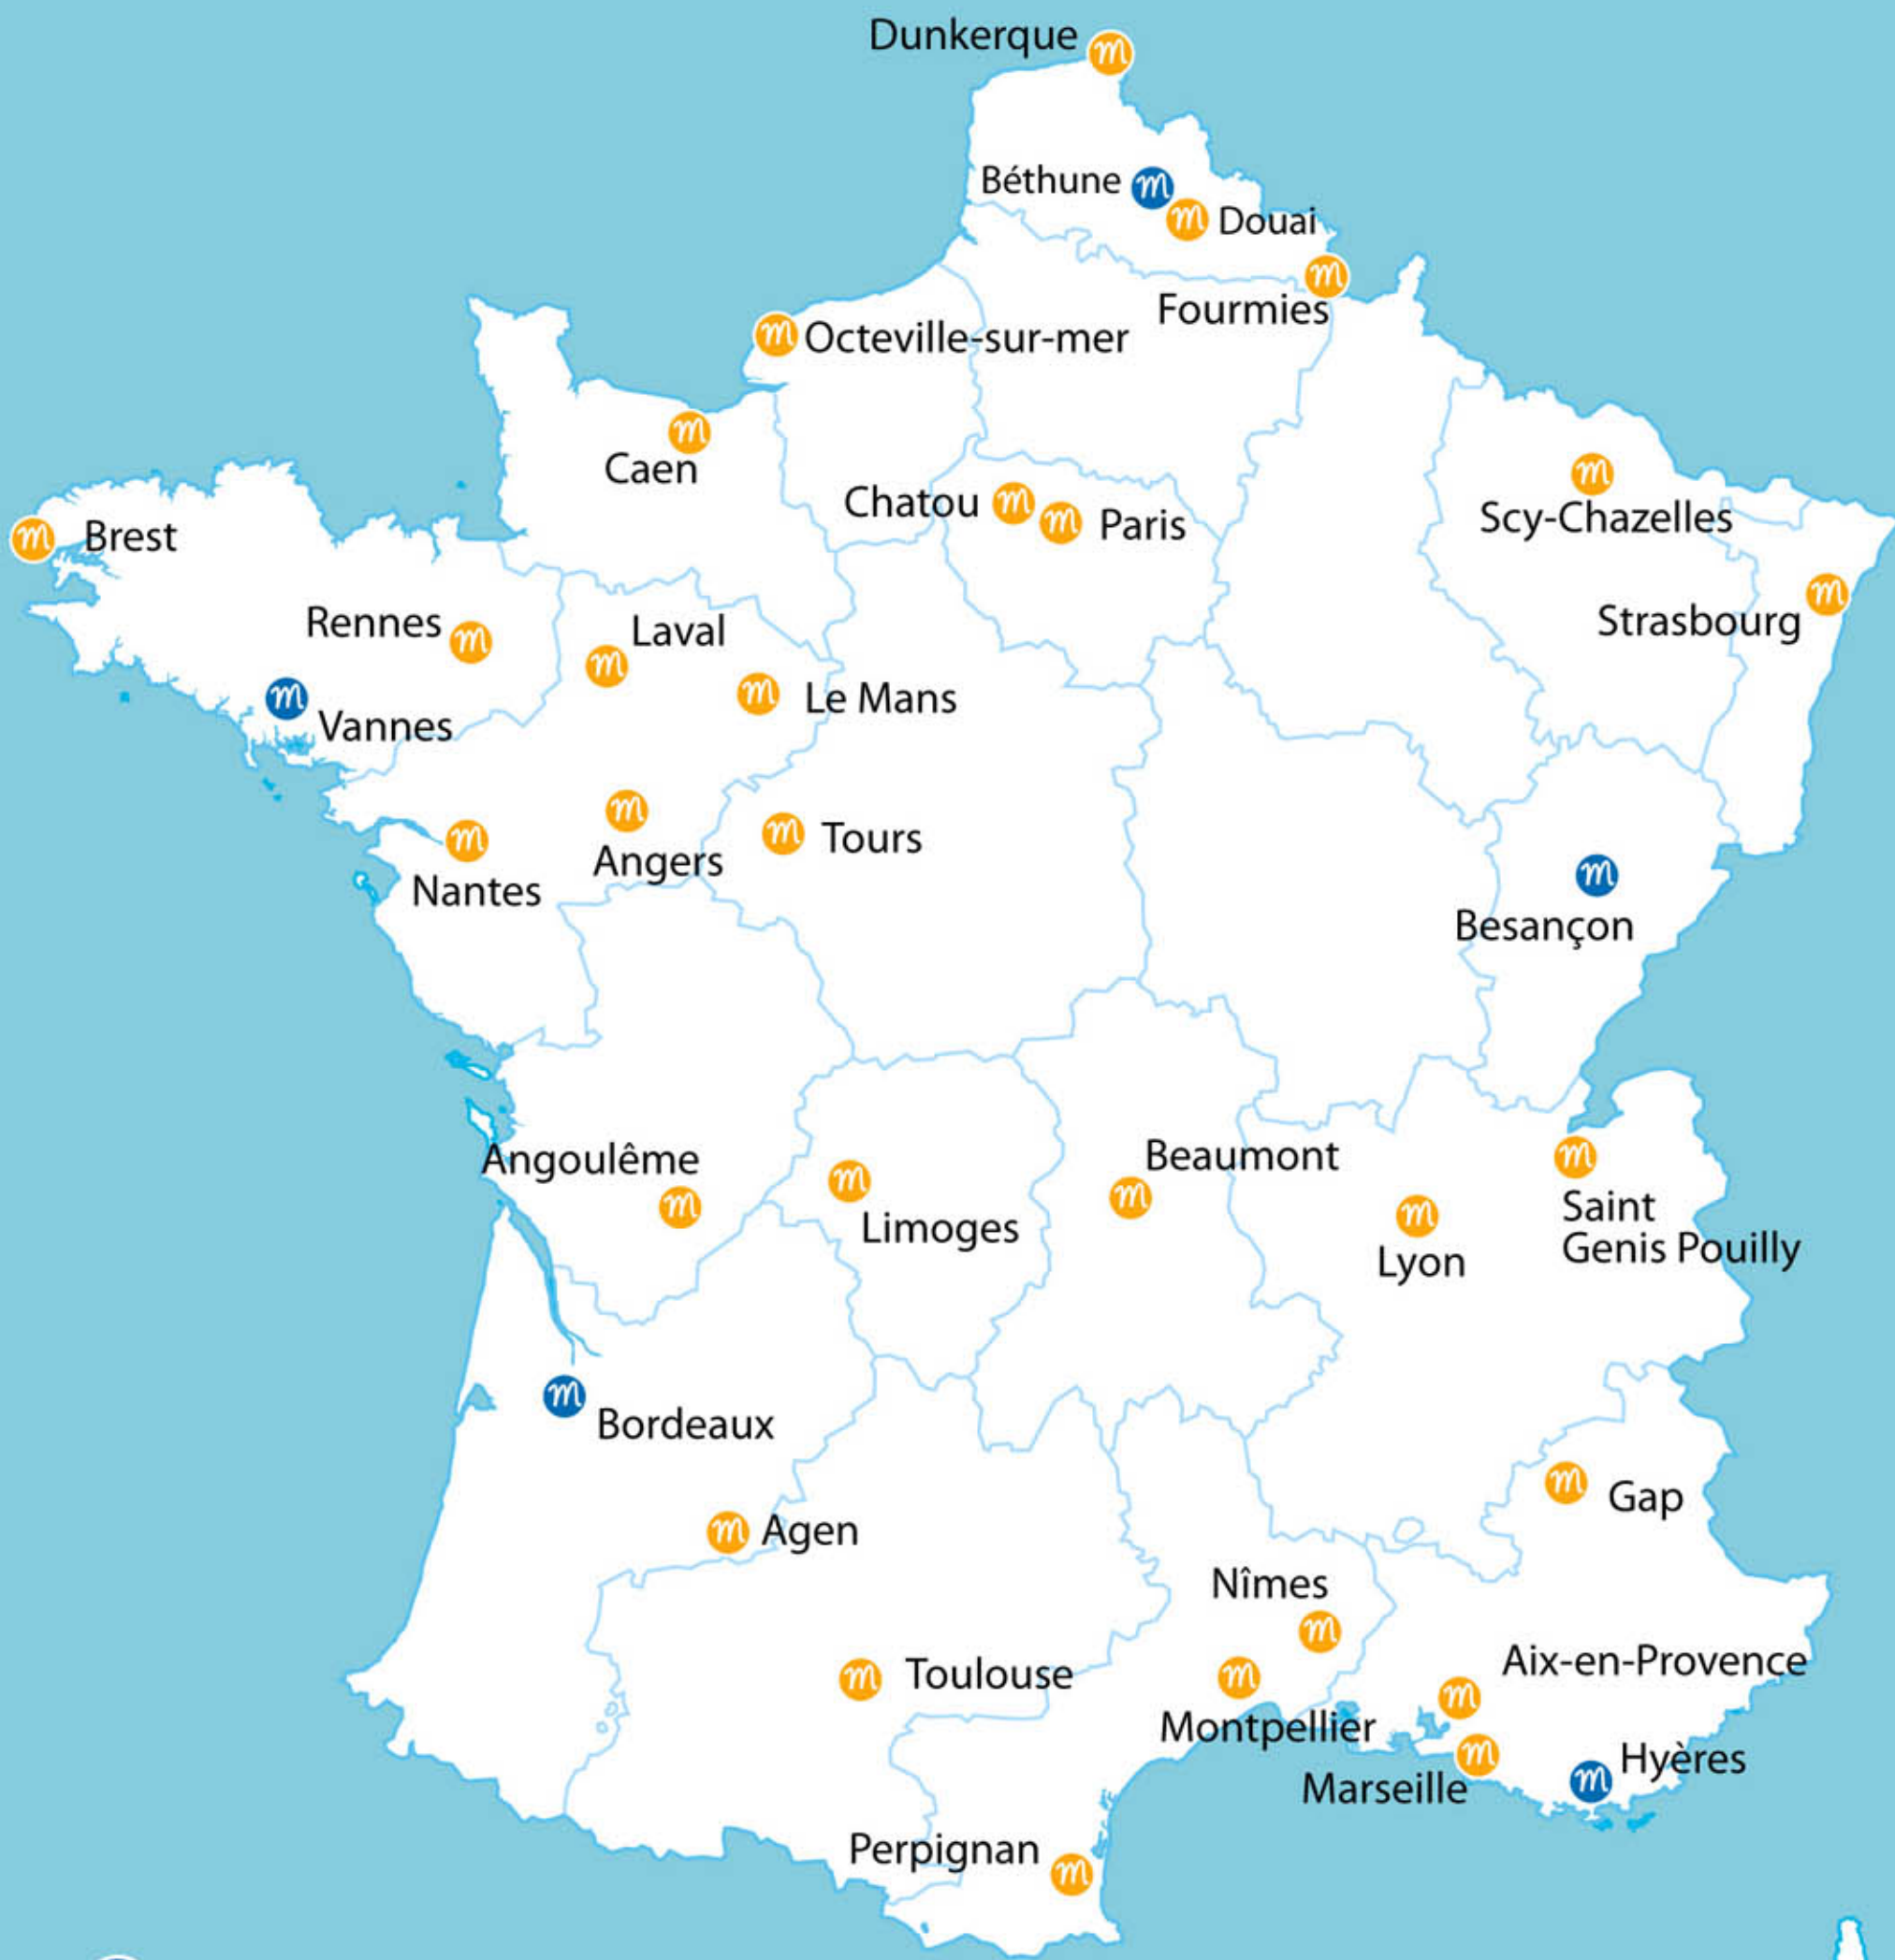 Dunkerque
Béthune
Douai
Fourmies
Octeville-sur-mer
Caen
Chatou
Paris
Scy-Chazelles
Brest
Strasbourg
Rennes
Laval
Le Mans
Vannes
Tours
Angers
Nantes
Besançon
Angoulême
Beaumont
Limoges
Saint
Genis Pouilly
Lyon
Bordeaux
Gap
Agen
Nîmes
Aix-en-Provence
Toulouse
Montpellier
Hyères
Marseille
Perpignan